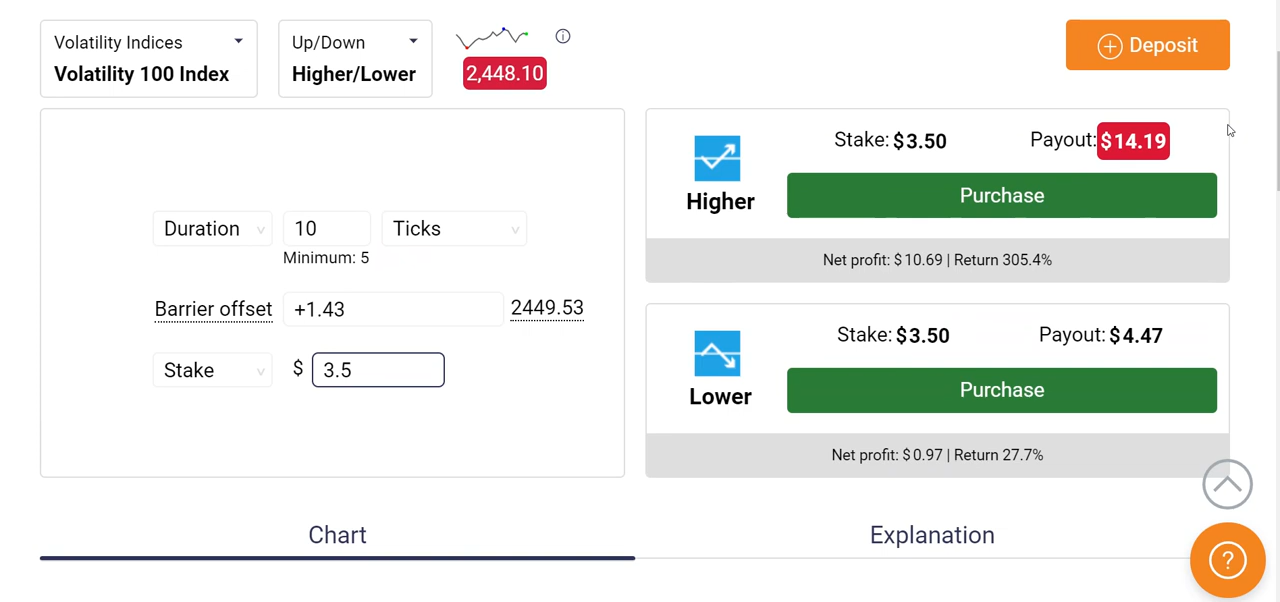 Volatility Indices
Volatility 100 Index
Up/Down
Higher/Lower
2,448.10
Deposit
Duration
10
Ticks
Minimum: 5
Barrier offset
+1.43
2449.53
Stake
$
3.5
Higher
Stake: $3.50
Payout: $14.19
Purchase
Net profit: $10.69 | Return 305.4%
Lower
Stake: $3.50
Payout: $4.47
Purchase
Net profit: $0.97 | Return 27.7%
Chart
Explanation
?